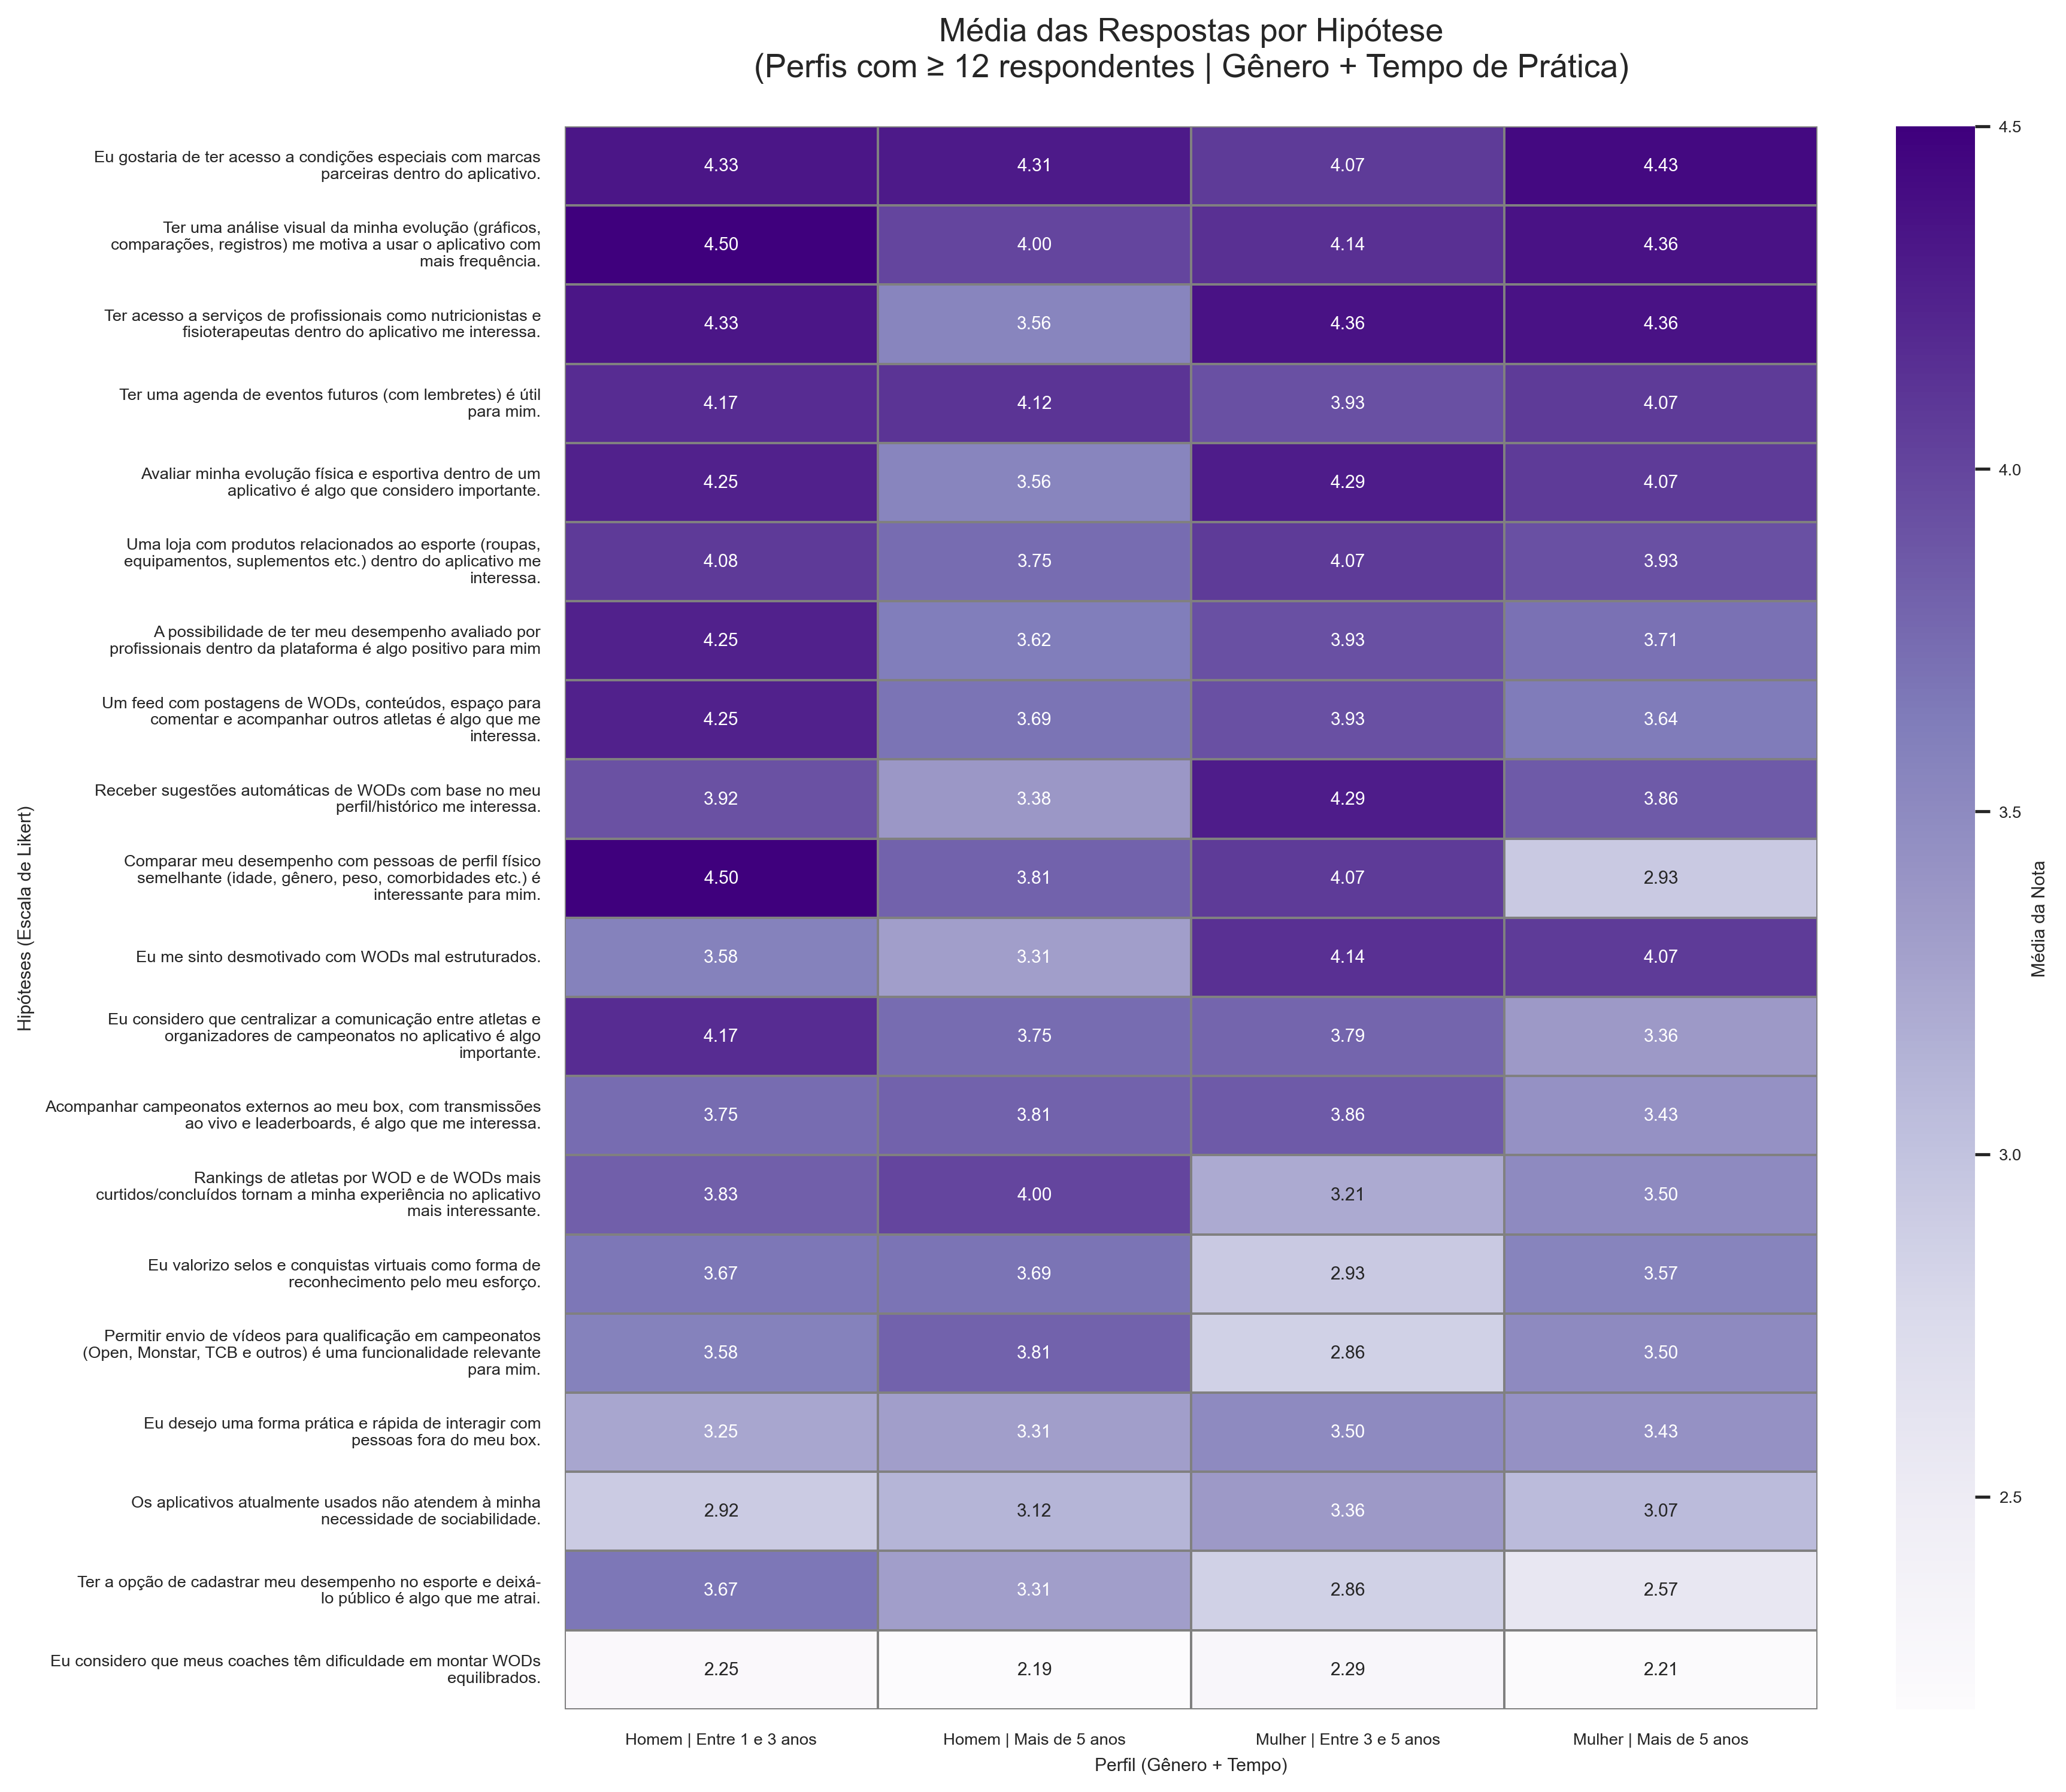 Média das Respostas por Hipótese
(Perfis com ≥ 12 respondentes | Gênero + Tempo de Prática)
Eu gostaria de ter acesso a condições especiais com marcas
parceiras dentro do aplicativo.
4.33 4.31 4.07 4.43
Ter uma análise visual da minha evolução (gráficos,
comparações, registros) me motiva a usar o aplicativo com
mais frequência.
4.50 4.00 4.14 4.36
Ter acesso a serviços de profissionais como nutricionistas e
fisioterapeutas dentro do aplicativo me interessa.
4.33 3.56 4.36 4.36
Ter uma agenda de eventos futuros (com lembretes) é útil
para mim.
4.17 4.12 3.93 4.07
Avaliar minha evolução física e esportiva dentro de um
aplicativo é algo que considero importante.
4.25 3.56 4.29 4.07
Uma loja com produtos relacionados ao esporte (roupas,
equipamentos, suplementos etc.) dentro do aplicativo me
interessa.
4.08 3.75 4.07 3.93
A possibilidade de ter meu desempenho avaliado por
profissionais dentro da plataforma é algo positivo para mim
4.25 3.62 3.93 3.71
Um feed com postagens de WODs, conteúdos, espaço para
comentar e acompanhar outros atletas é algo que me
interessa.
4.25 3.69 3.93 3.64
Receber sugestões automáticas de WODs com base no meu
perfil/histórico me interessa.
3.92 3.38 4.29 3.86
Comparar meu desempenho com pessoas de perfil físico
semelhante (idade, gênero, peso, comorbidades etc.) é
interessante para mim.
4.50 3.81 4.07 2.93
Eu me sinto desmotivado com WODs mal estruturados.
3.58 3.31 4.14 4.07
Eu considero que centralizar a comunicação entre atletas e
organizadores de campeonatos no aplicativo é algo
importante.
4.17 3.75 3.79 3.36
Acompanhar campeonatos externos ao meu box, com transmissões
ao vivo e leaderboards, é algo que me interessa.
3.75 3.81 3.86 3.43
Rankings de atletas por WOD e de WODs mais
curtidos/concluídos tornam a minha experiência no aplicativo
mais interessante.
3.83 4.00 3.21 3.50
Eu valorizo selos e conquistas virtuais como forma de
reconhecimento pelo meu esforço.
3.67 3.69 2.93 3.57
Permitir envio de vídeos para qualificação em campeonatos
(Open, Monstar, TCB e outros) é uma funcionalidade relevante
para mim.
3.58 3.81 2.86 3.50
Eu desejo uma forma prática e rápida de interagir com
pessoas fora do meu box.
3.25 3.31 3.50 3.43
Os aplicativos atualmente usados não atendem à minha
necessidade de sociabilidade.
2.92 3.12 3.36 3.07
Ter a opção de cadastrar meu desempenho no esporte e deixá-
lo público é algo que me atrai.
3.67 3.31 2.86 2.57
Eu considero que meus coaches têm dificuldade em montar WODs
equilibrados.
2.25 2.19 2.29 2.21
Homem | Entre 1 e 3 anos
Homem | Mais de 5 anos
Mulher | Entre 3 e 5 anos
Mulher | Mais de 5 anos
Perfil (Gênero + Tempo)
Hipóteses (Escala de Likert)
4.5
4.0
3.5
3.0
2.5
Média da Nota